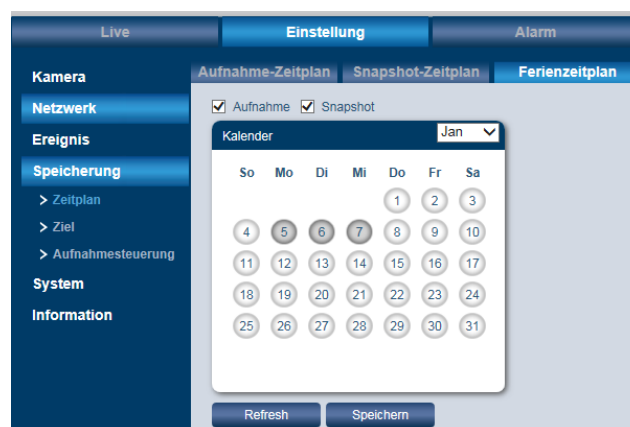 Live Einstellung Alarm
Kamera
Netzwerk
Ereignis
Speicherung
> Zeitplan
> Ziel
> Aufnahmesteuerung
System
Information
Aufnahme-Zeitplan Snapshot-Zeitplan Ferienzeitplan
Aufnahme Snapshot
Kalender Jan
So Mo Di Mi Do Fr Sa
1 2 3
4 5 6 7 8 9 10
11 12 13 14 15 16 17
18 19 20 21 22 23 24
25 26 27 28 29 30 31
Refresh Speichern